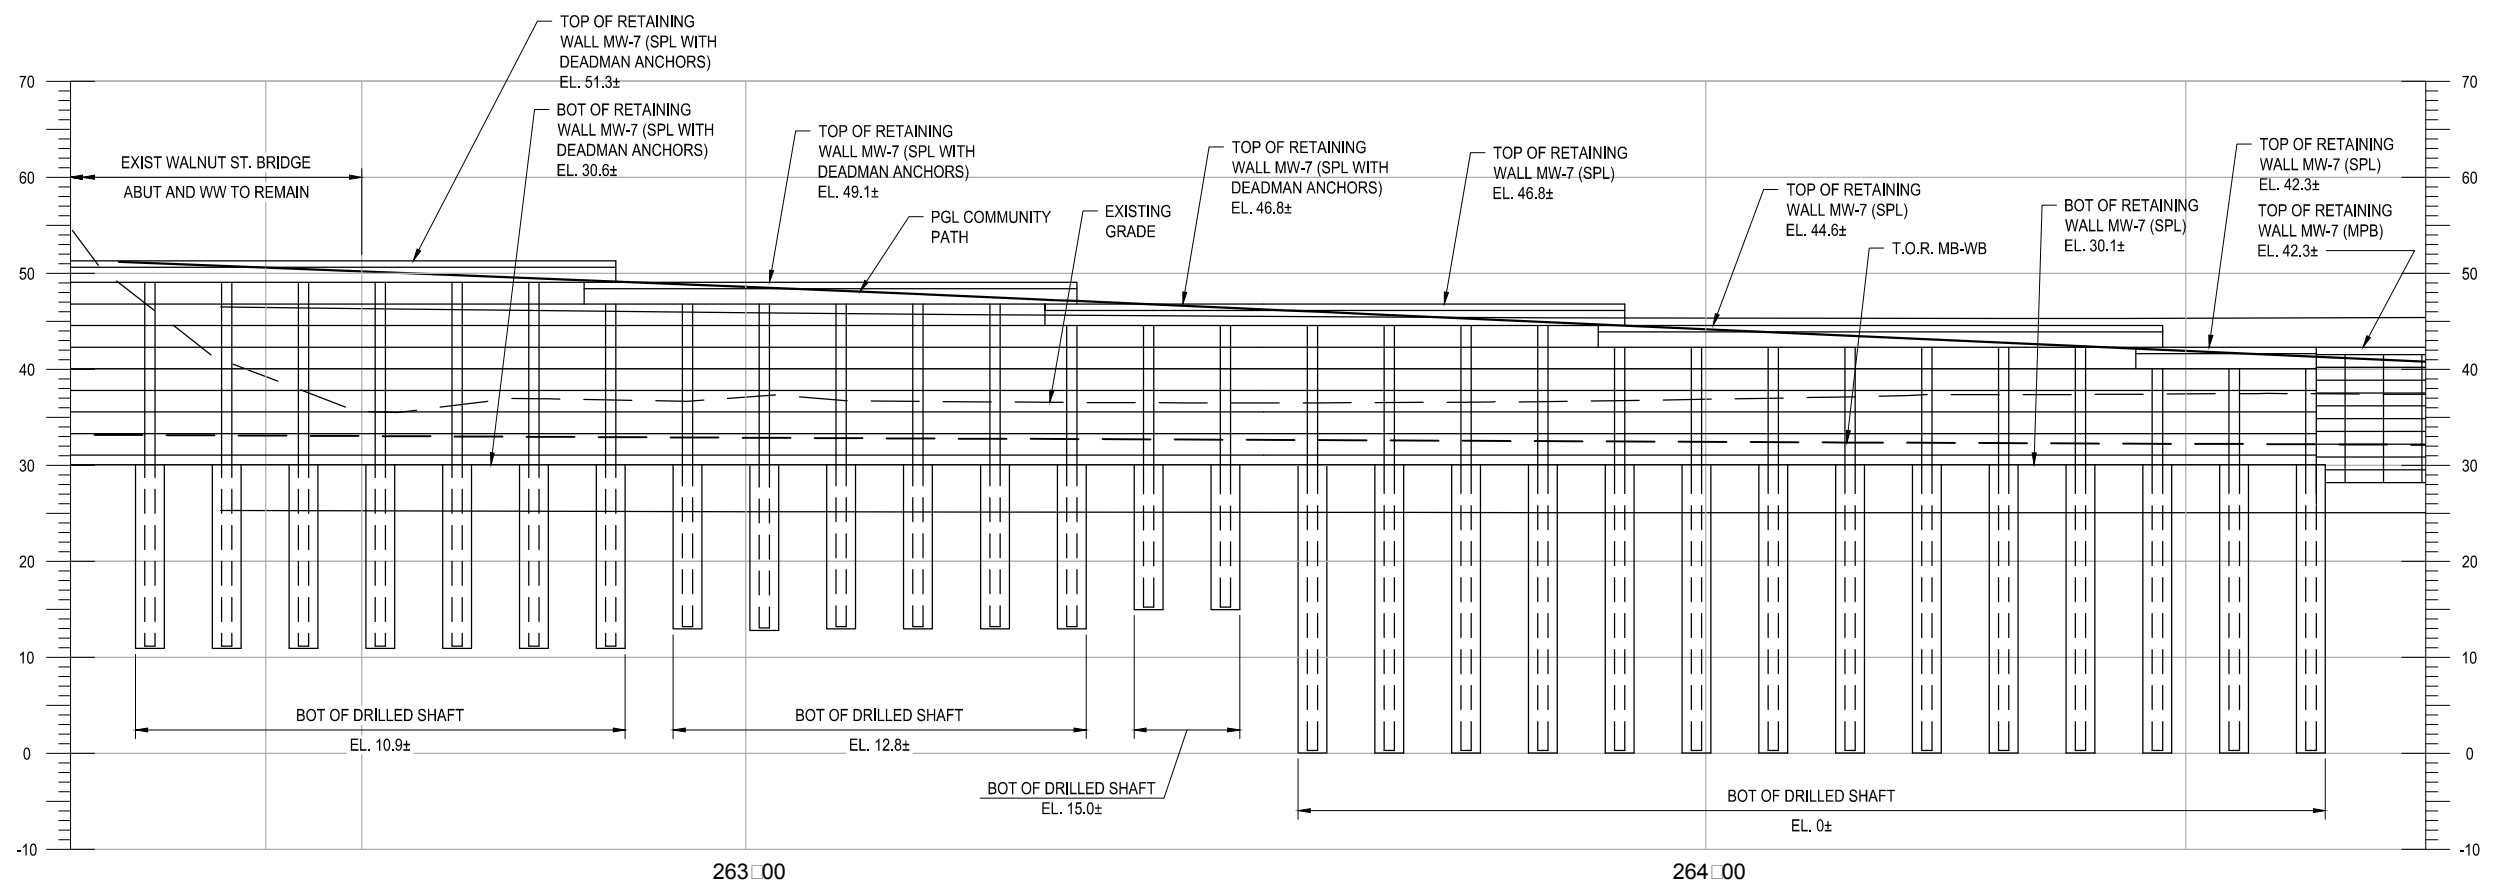 TOP OF RETAINING
WALL MW-7 (SPL WITH
DEADMAN ANCHORS)
EL. 51.3±
BOT OF RETAINING
WALL MW-7 (SPL WITH
DEADMAN ANCHORS)
EL. 30.6±
EXIST WALNUT ST. BRIDGE
ABUT AND WW TO REMAIN
TOP OF RETAINING
WALL MW-7 (SPL WITH
DEADMAN ANCHORS)
EL. 49.1±
PGL COMMUNITY
PATH
EXISTING
GRADE
TOP OF RETAINING
WALL MW-7 (SPL WITH
DEADMAN ANCHORS)
EL. 46.8±
TOP OF RETAINING
WALL MW-7 (SPL)
EL. 46.8±
TOP OF RETAINING
WALL MW-7 (SPL)
EL. 44.6±
T.O.R. MB-WB
BOT OF RETAINING
WALL MW-7 (SPL)
EL. 30.1±
TOP OF RETAINING
WALL MW-7 (SPL)
EL. 42.3±
TOP OF RETAINING
WALL MW-7 (MPB)
EL. 42.3±
70
60
50
40
30
20
10
0
-10
70
60
50
40
30
20
10
0
-10
BOT OF DRILLED SHAFT
EL. 10.9±
BOT OF DRILLED SHAFT
EL. 12.8±
BOT OF DRILLED SHAFT
EL. 15.0±
BOT OF DRILLED SHAFT
EL. 0±
263□00
264□00